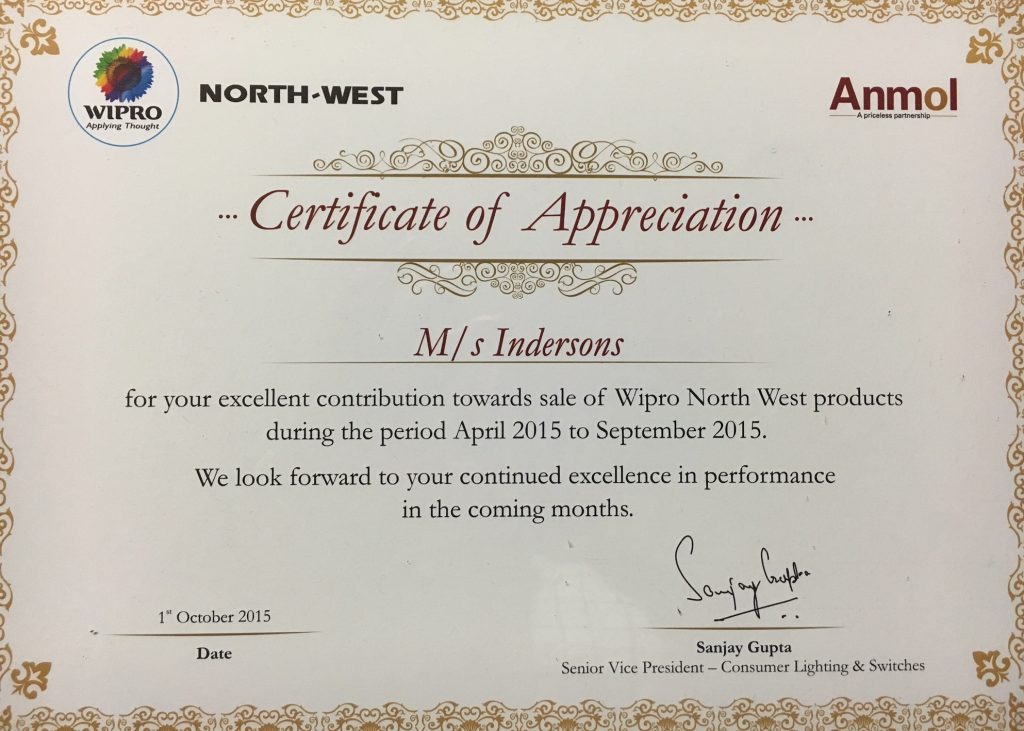 WIPRO
Applying Thought
NORTH-WEST
Anmol
A priceless partnership
... Certificate of Appreciation ...
M/s Indersons
for your excellent contribution towards sale of Wipro North West products
during the period April 2015 to September 2015.
We look forward to your continued excellence in performance
in the coming months.
Sanjay Gupta
1st October 2015
Date
Sanjay Gupta
Senior Vice President – Consumer Lighting & Switches